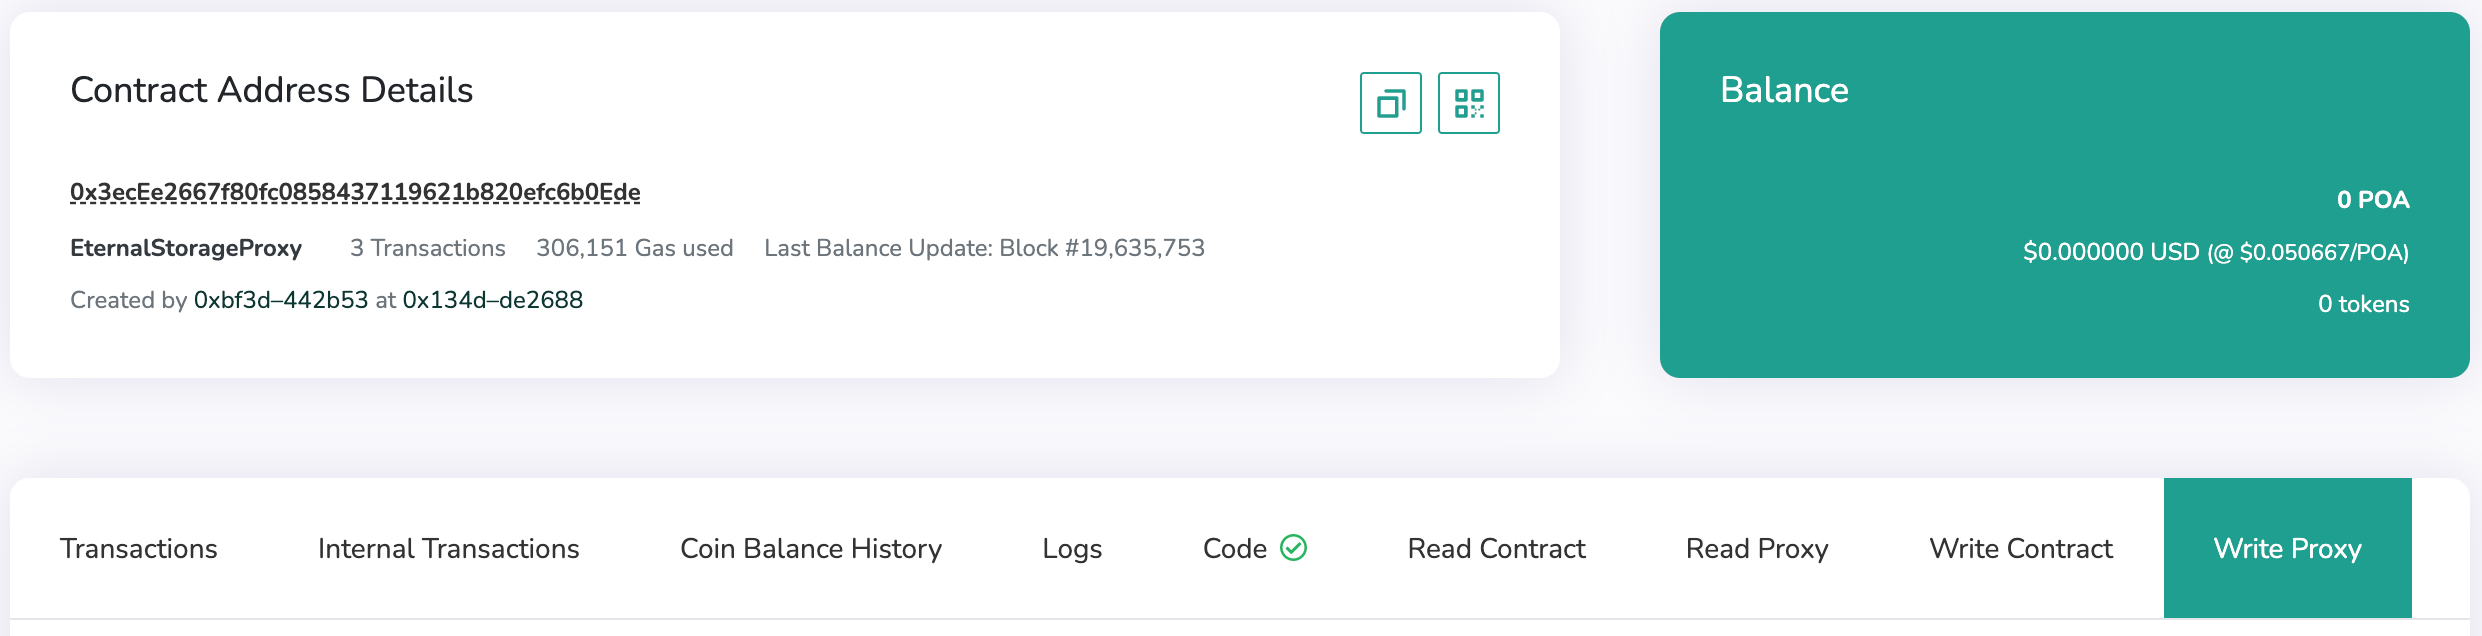 Contract Address Details
0x3ecEe2667f80fc0858437119621b820efc6b0Ede
EternalStorageProxy 3 Transactions 306,151 Gas used Last Balance Update: Block #19,635,753
Created by 0xbf3d–442b53 at 0x134d–de2688
Balance
0 POA
$0.000000 USD (@ $0.050667/POA)
0 tokens
Transactions Internal Transactions Coin Balance History Logs Code Read Contract Read Proxy Write Contract Write Proxy